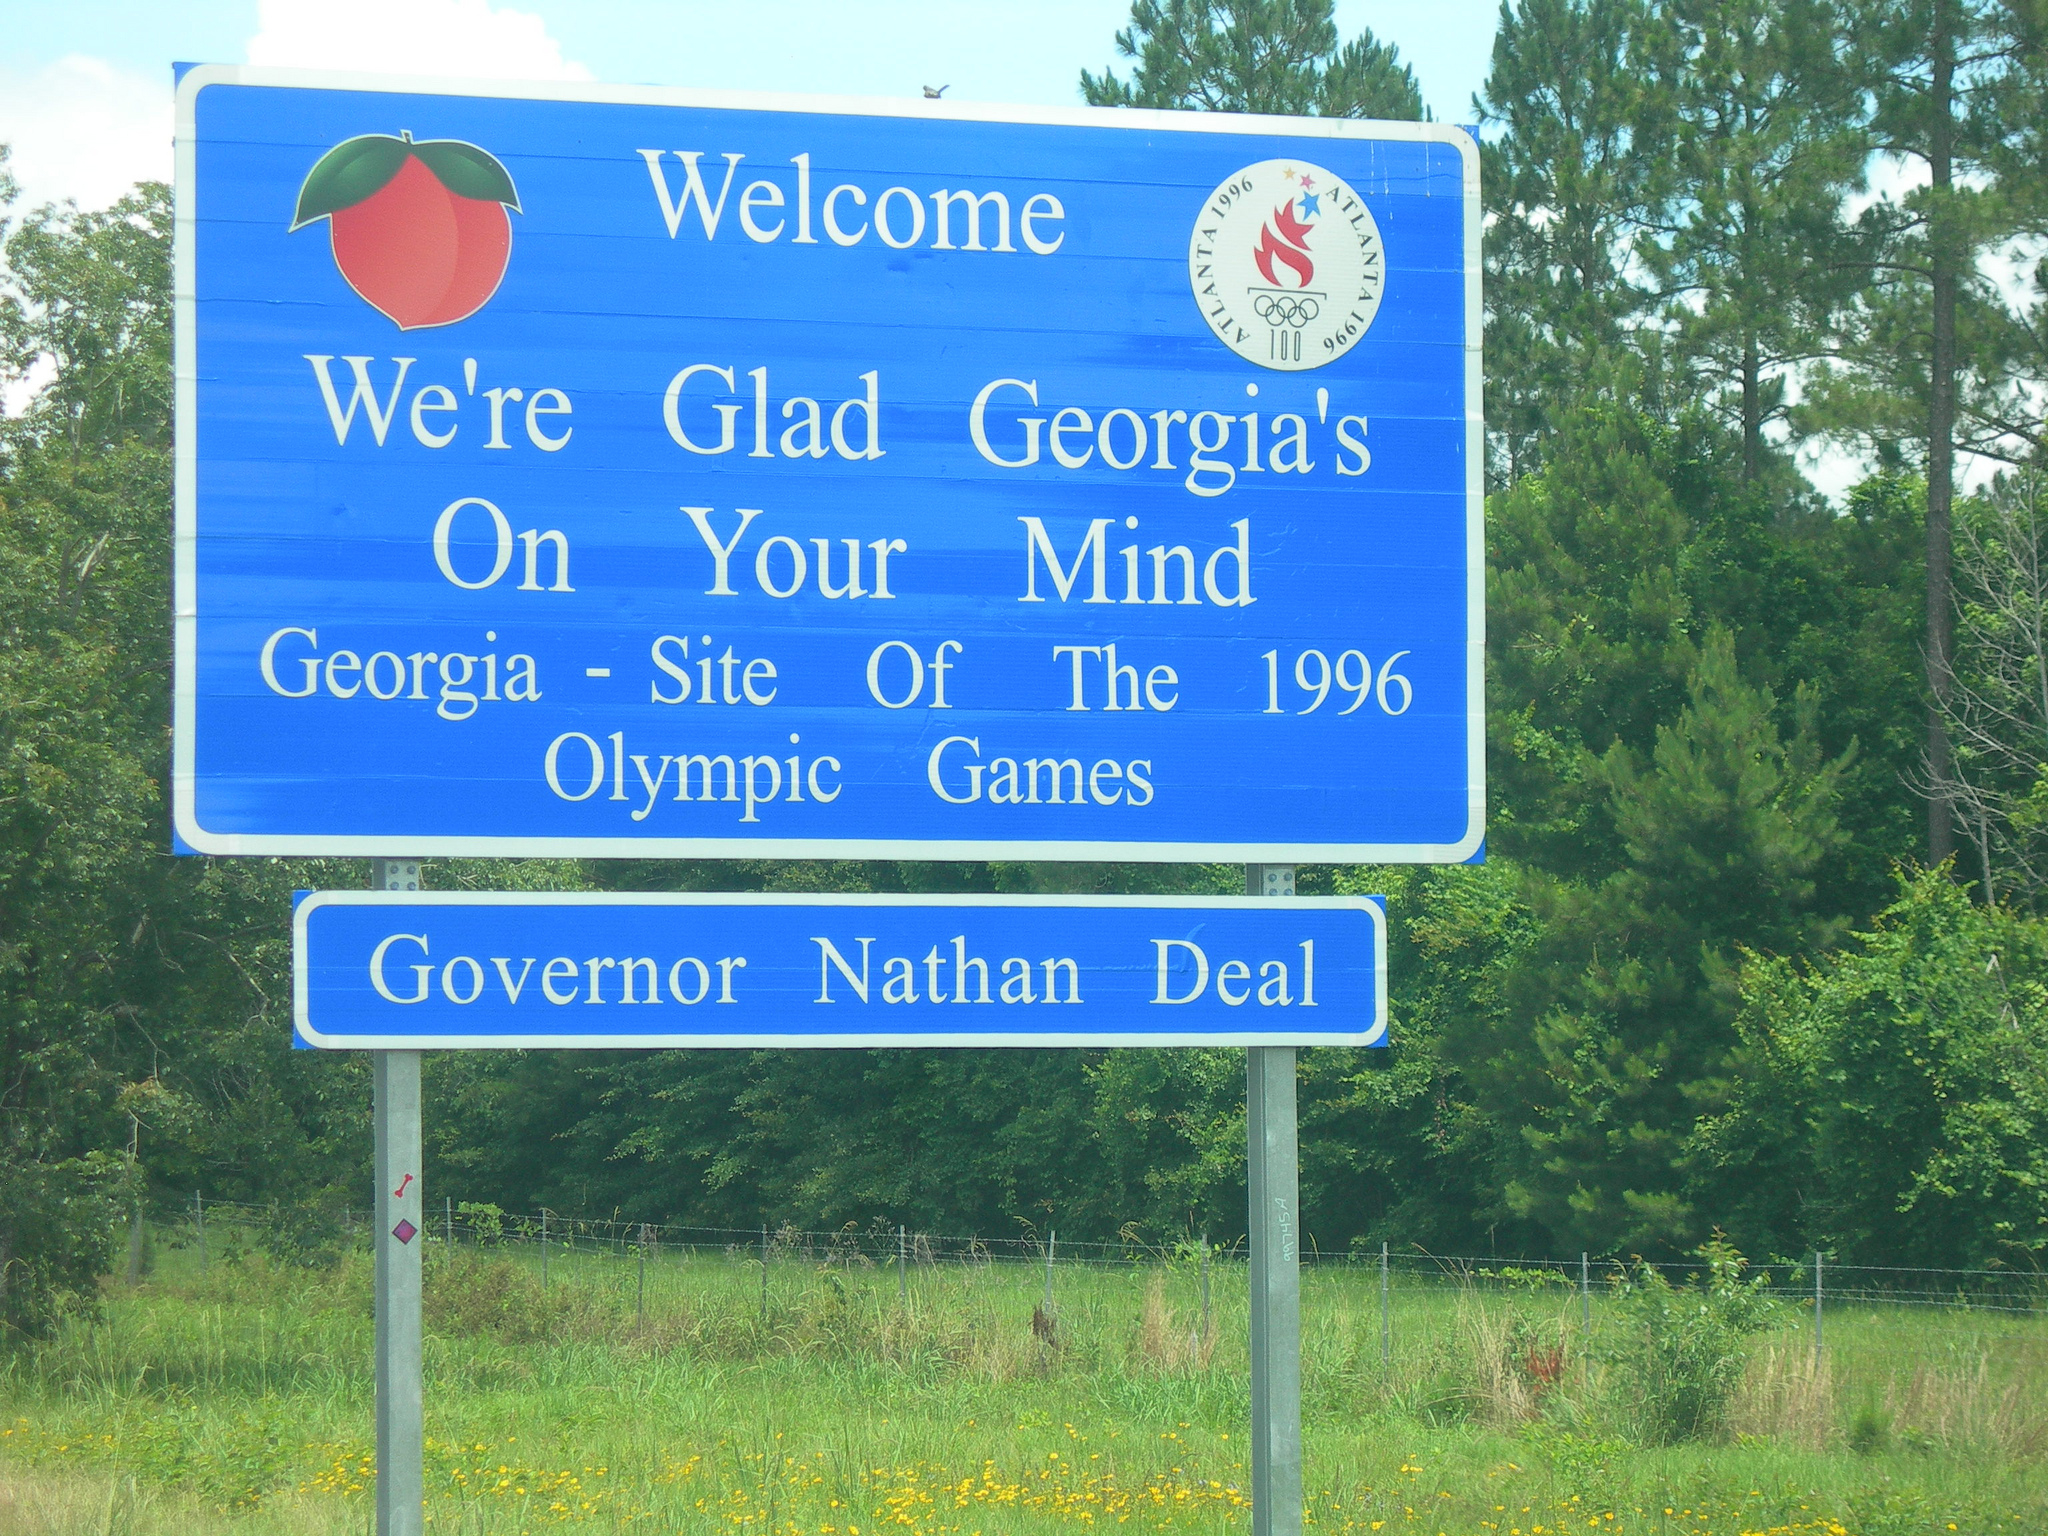 Welcome
ATLANTA 1996 ATLANTA 1996
100
We're Glad Georgia's
On Your Mind
Georgia - Site Of The 1996
Olympic Games
Governor Nathan Deal